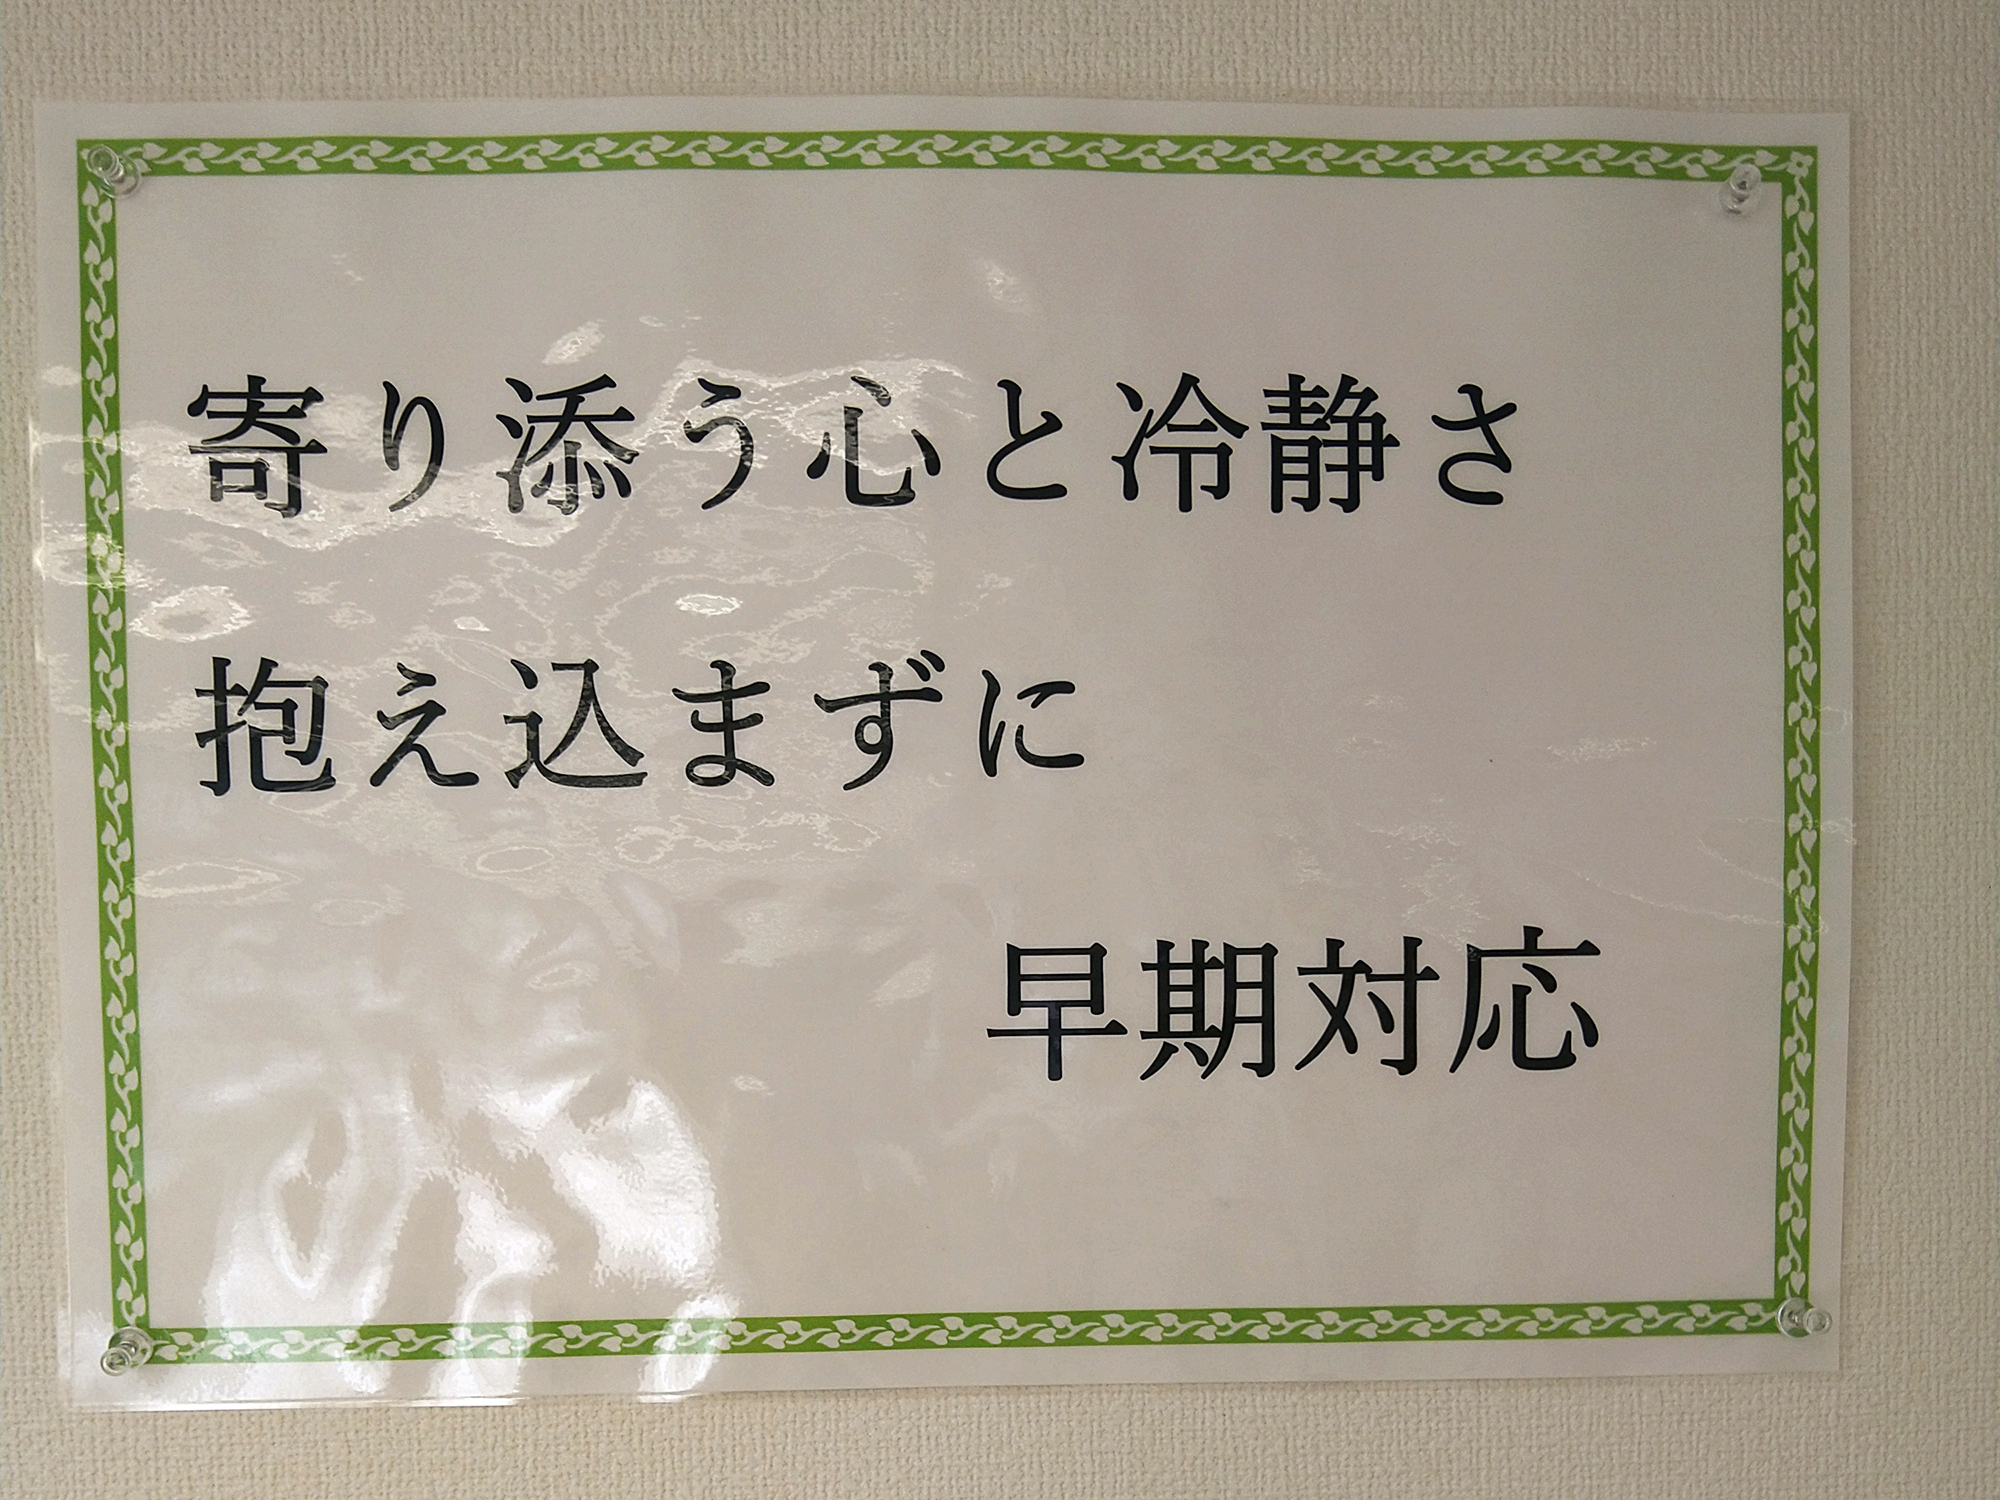 寄り添う心と冷静さ
抱え込まずに
早期対応